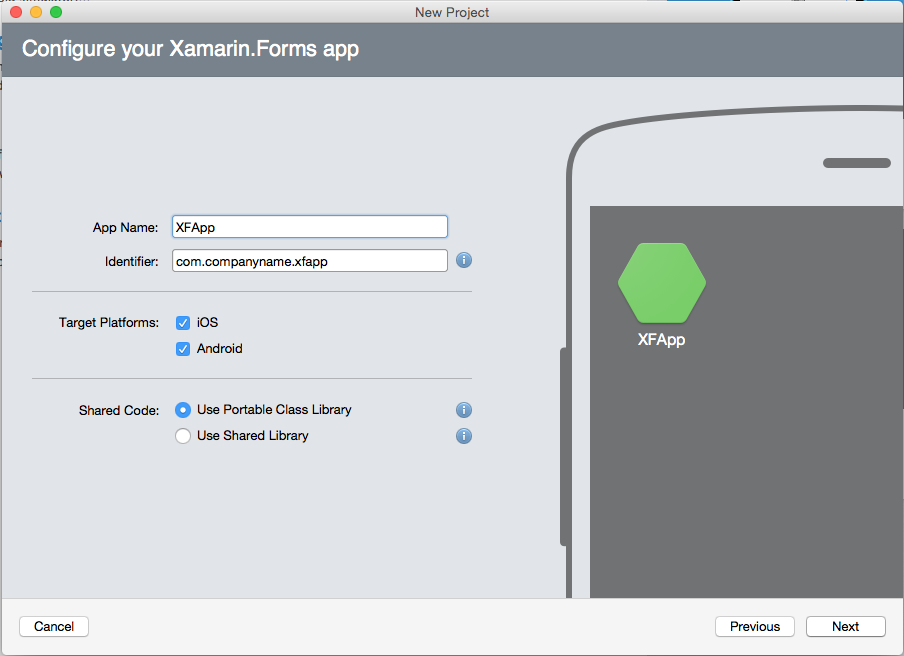 New Project
Configure your Xamarin.Forms app
App Name: XFApp
Identifier: com.companyname.xfapp
Target Platforms: iOS
Android
Shared Code: Use Portable Class Library
Use Shared Library
XFApp
Cancel
Previous
Next